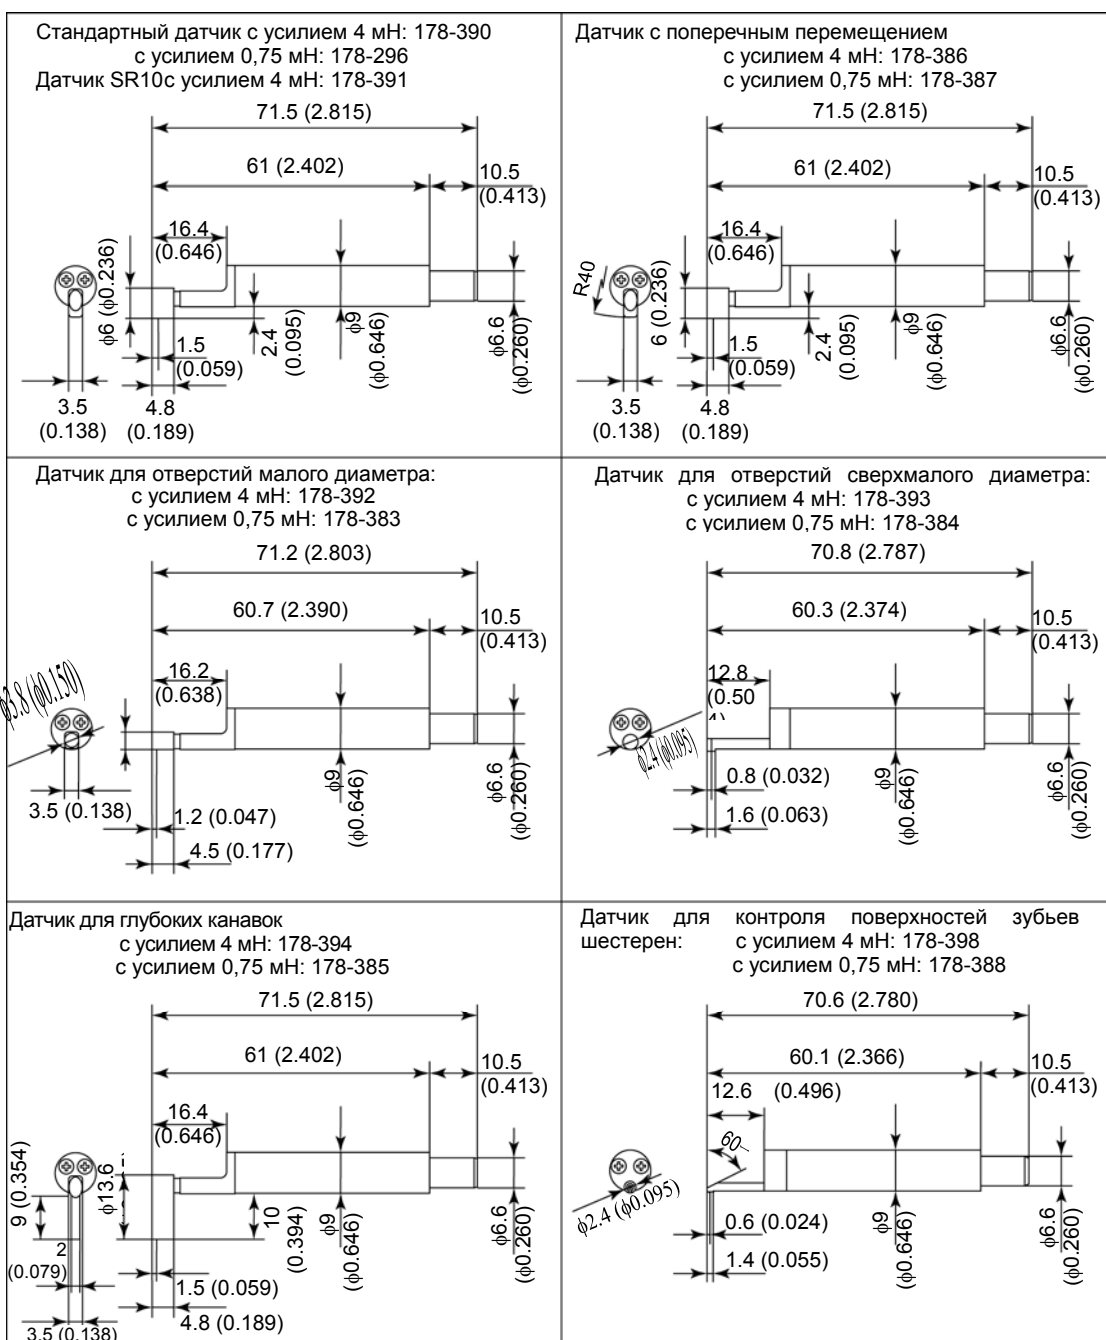 Стандартный датчик с усилием 4 мН: 178-390
с усилием 0,75 мН: 178-296
Датчик SR10с усилием 4 мН: 178-391
71.5 (2.815)
61 (2.402)
10.5
(0.413)
16.4
(0.646)
ϕ6 (ϕ0.236)
1.5
(0.059)
2.4
(0.095)
ϕ9
(ϕ0.646)
ϕ6.6
(ϕ0.260)
3.5
(0.138)
4.8
(0.189)
Датчик с поперечным перемещением
с усилием 4 мН: 178-386
с усилием 0,75 мН: 178-387
71.5 (2.815)
61 (2.402)
10.5
(0.413)
16.4
(0.646)
R40
6 (0.236)
1.5
(0.059)
2.4
(0.095)
ϕ9
(ϕ0.646)
ϕ6.6
(ϕ0.260)
3.5
(0.138)
4.8
(0.189)
Датчик для отверстий малого диаметра:
с усилием 4 мН: 178-392
с усилием 0,75 мН: 178-383
71.2 (2.803)
60.7 (2.390)
10.5
(0.413)
16.2
(0.638)
ϕ3.8 (ϕ0.150)
3.5 (0.138)
1.2 (0.047)
4.5 (0.177)
ϕ9
(ϕ0.646)
ϕ6.6
(ϕ0.260)
Датчик для отверстий сверхмалого диаметра:
с усилием 4 мН: 178-393
с усилием 0,75 мН: 178-384
70.8 (2.787)
60.3 (2.374)
10.5
(0.413)
12.8
(0.50
4)
ϕ2.4 (ϕ0.095)
0.8 (0.032)
1.6 (0.063)
ϕ9
(ϕ0.646)
ϕ6.6
(ϕ0.260)
Датчик для глубоких канавок
с усилием 4 мН: 178-394
с усилием 0,75 мН: 178-385
71.5 (2.815)
61 (2.402)
10.5
(0.413)
16.4
(0.646)
9 (0.354)
ϕ13.6
2
(0.079)
10
(0.394)
ϕ9
(ϕ0.646)
ϕ6.6
(ϕ0.260)
1.5 (0.059)
4.8 (0.189)
3.5 (0.138)
Датчик для контроля поверхностей зубьев
шестерен: с усилием 4 мН: 178-398
с усилием 0,75 мН: 178-388
70.6 (2.780)
60.1 (2.366)
10.5
(0.413)
12.6 (0.496)
60
ϕ2.4 (ϕ0.095)
0.6 (0.024)
1.4 (0.055)
ϕ9
(ϕ0.646)
ϕ6.6
(ϕ0.260)